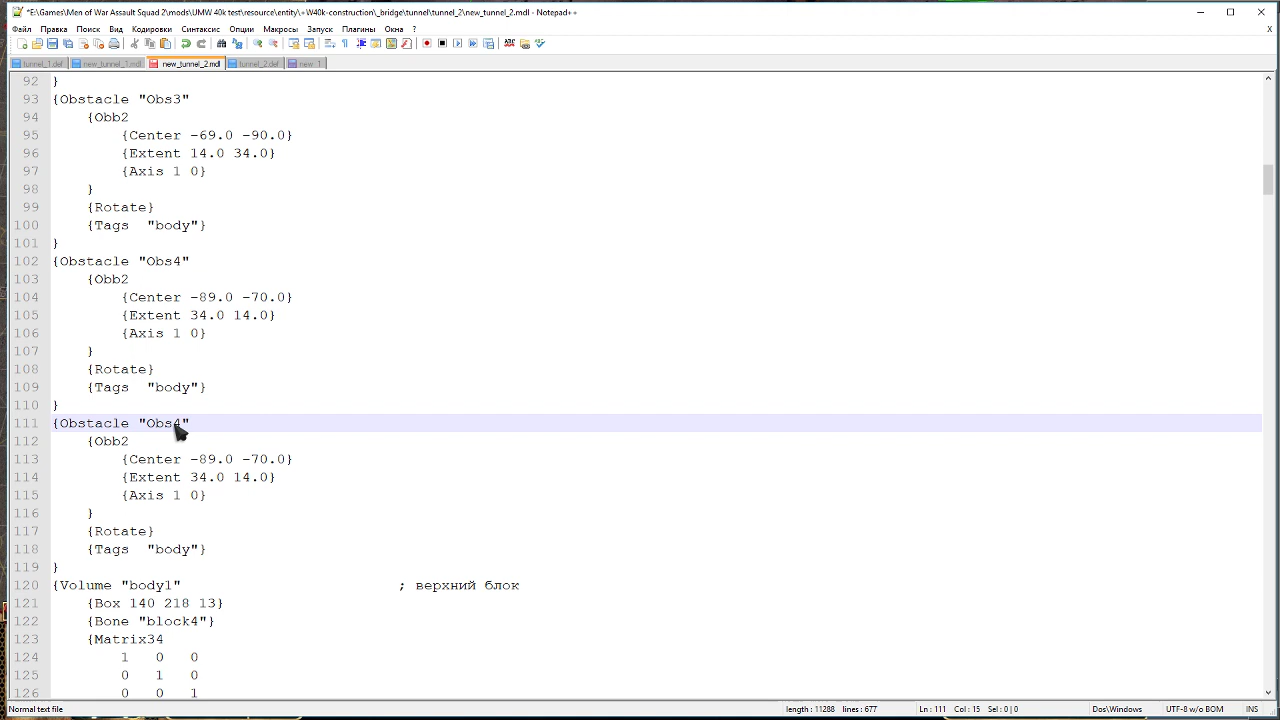 *E:\Games\Men of War Assault Squad 2\mods\UMW 40k test\resource\entity\+W40k-construction\_bridge\tunnel\tunnel_2\new_tunnel_2.mdl - Notepad++
Файл Правка Поиск Вид Кодировки Синтаксис Опции Макросы Запуск Плагины Окна ? X
tunnel_1.def new_tunnel_1.mdl new_tunnel_2.mdl tunnel_2.def new 1
92 }
93 {Obstacle "Obs3"
94 {Obb2
95 {Center -69.0 -90.0}
96 {Extent 14.0 34.0}
97 {Axis 1 0}
98 }
99 {Rotate}
100 {Tags "body"}
101 }
102 {Obstacle "Obs4"
103 {Obb2
104 {Center -89.0 -70.0}
105 {Extent 34.0 14.0}
106 {Axis 1 0}
107 }
108 {Rotate}
109 {Tags "body"}
110 }
111 {Obstacle "Obs4"
112 {Obb2
113 {Center -89.0 -70.0}
114 {Extent 34.0 14.0}
115 {Axis 1 0}
116 }
117 {Rotate}
118 {Tags "body"}
119 }
120 {Volume "body1" ; верхний блок
121 {Box 140 218 13}
122 {Bone "block4"}
123 {Matrix34
124 1 0 0
125 0 1 0
126 0 0 1
Normal text file length : 11288 lines : 677 Ln : 111 Col : 15 Sel : 0 | 0 Dos\Windows UTF-8 w/o BOM INS